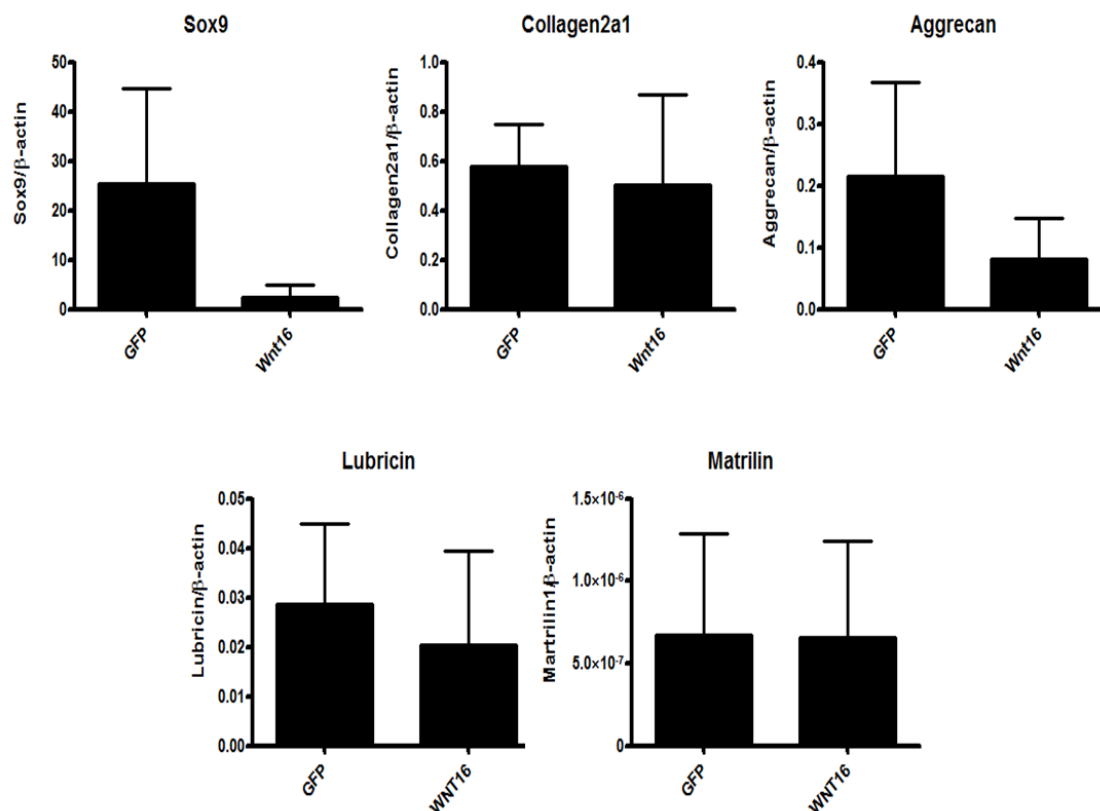 Sox9
Sox9/β-actin
50
40
30
20
10
0
GFP
Wnt16
Collagen2a1
Collagen2a1/β-actin
1.0
0.8
0.6
0.4
0.2
0.0
GFP
Wnt16
Aggrecan
Aggrecan/β-actin
0.4
0.3
0.2
0.1
0.0
GFP
Wnt16
Lubricin
Lubricin/β-actin
0.05
0.04
0.03
0.02
0.01
0.00
GFP
WNT16
Matrilin
Martrilin1/β-actin
1.5×10⁻⁶
1.0×10⁻⁶
5.0×10⁻⁷
0
GFP
WNT16